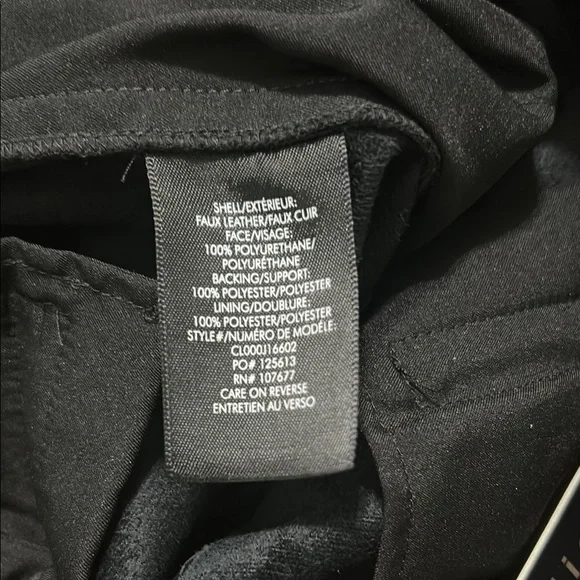 SHELL/EXTÉRIEUR:
FAUX LEATHER/FAUX CUIR
FACE/VISAGE:
100% POLYURETHANE/
POLYURÉTHANE
BACKING/SUPPORT:
100% POLYESTER/POLYESTER
LINING/DOUBLURE:
100% POLYESTER/POLYESTER
STYLE#/NUMÉRO DE MODÈLE:
CL000J16602
PO# 125613
RN# 107677
CARE ON REVERSE
ENTRETIEN AU VERSO